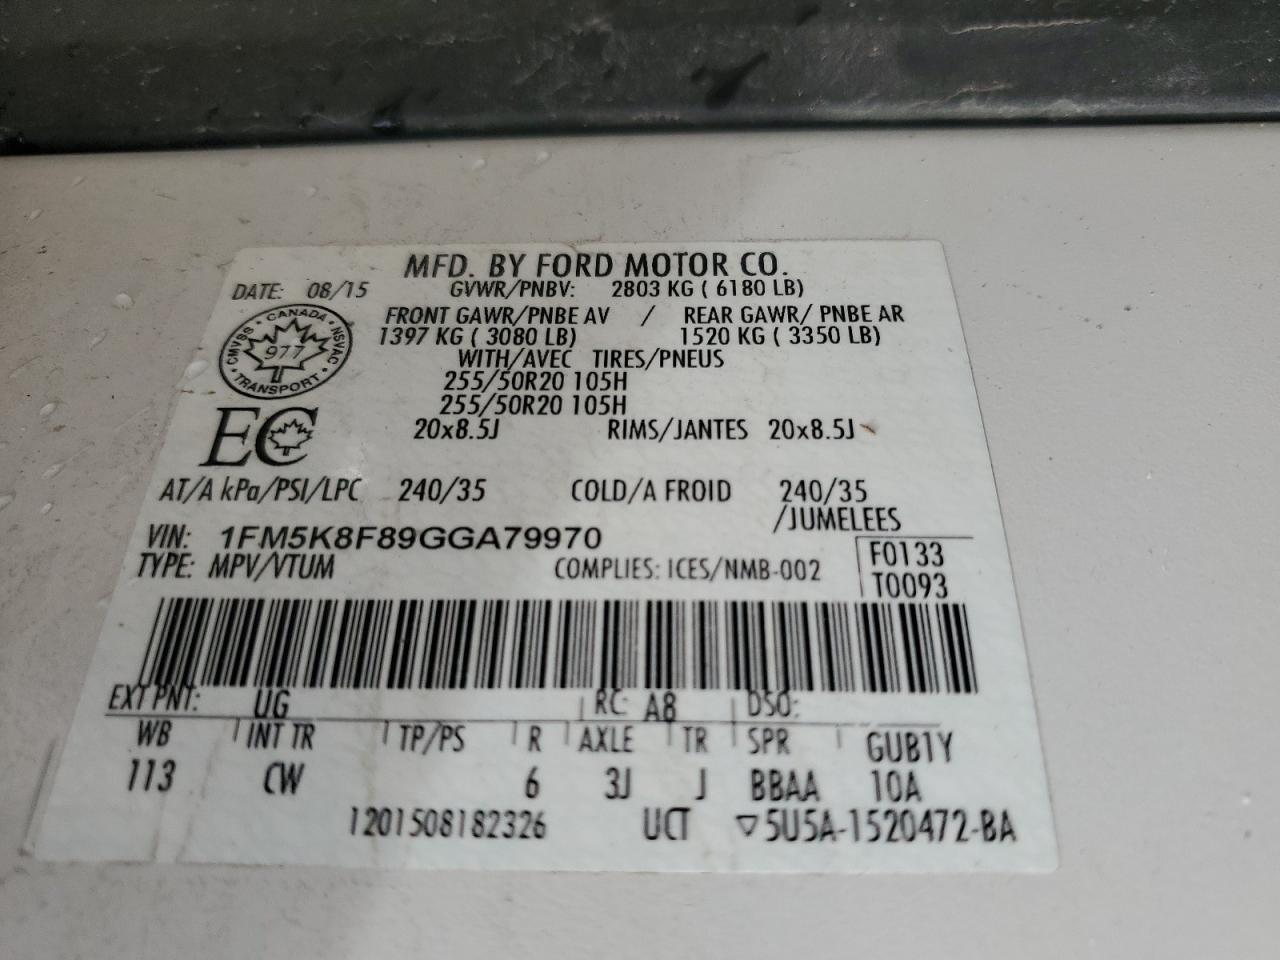 MFD. BY FORD MOTOR CO.
DATE: 08/15 GVWR/PNBV: 2803 KG ( 6180 LB)
CANADA
CMVSS 977 NSVAC
TRANSPORT
FRONT GAWR/PNBE AV / REAR GAWR/ PNBE AR
1397 KG ( 3080 LB) 1520 KG ( 3350 LB)
WITH/AVEC TIRES/PNEUS
255/50R20 105H
255/50R20 105H
EC
20x8.5J RIMS/JANTES 20x8.5J
AT/A kPa/PSI/LPC 240/35 COLD/A FROID 240/35
/JUMELEES
VIN: 1FM5K8F89GGA79970
F0133
TYPE: MPV/VTUM COMPLIES: ICES/NMB-002
T0093
EXT PNT: UG RC: A8 DSO:
WB INT TR TP/PS R AXLE TR SPR GUB1Y
113 CW 6 3J J BBAA 10A
1201508182326 UCT ▽5U5A-1520472-BA